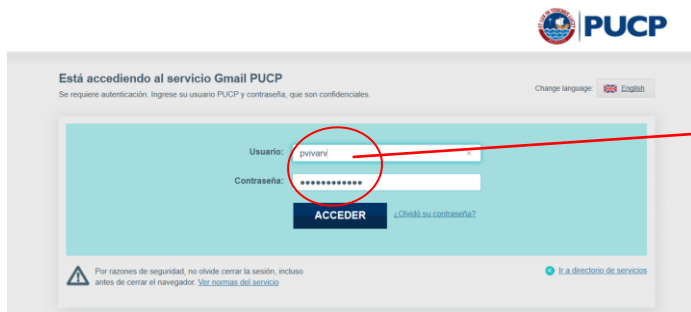 PUCP
Está accediendo al servicio Gmail PUCP
Se requiere autenticación. Ingrese su usuario PUCP y contraseña, que son confidenciales.
Change language: English
Usuario: pvivarv ×
Contraseña: ••••••••••••
ACCEDER ¿Olvidó su contraseña?
Por razones de seguridad, no olvide cerrar la sesión, incluso
antes de cerrar el navegador. Ver normas del servicio
Ir a directorio de servicios